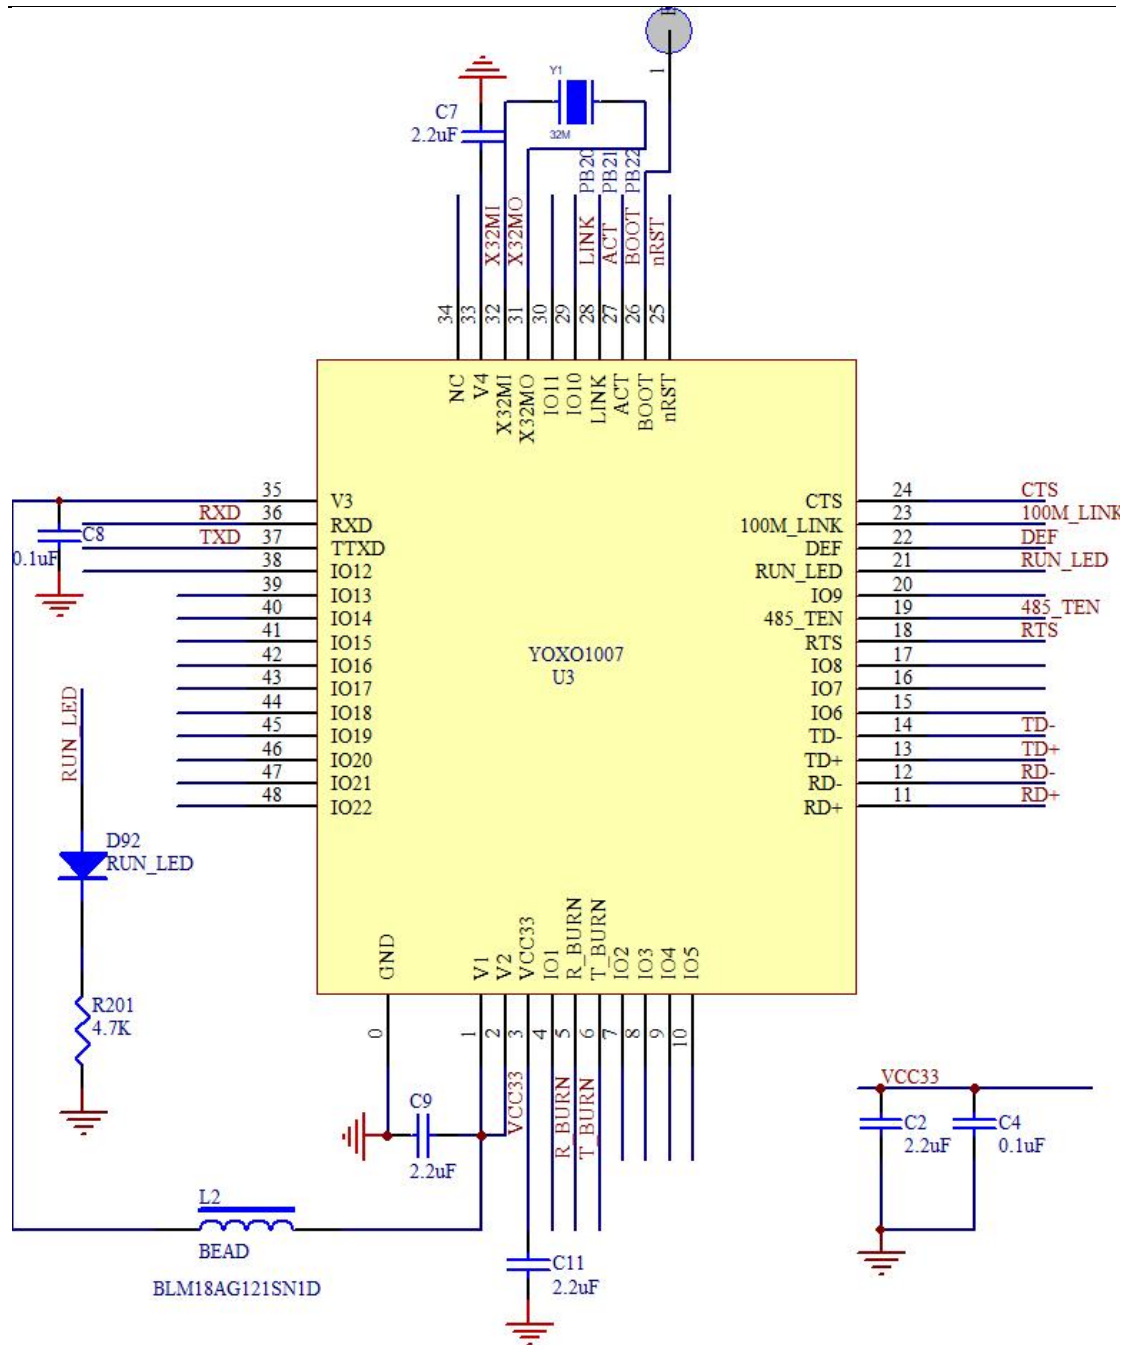 1
Y1
C7
2.2uF
32M
PB20
PB21
PB22
X32MI
X32MO
LINK
ACT
BOOT
nRST
34
33
32
31
30
29
28
27
26
25
NC
V4
X32MI
X32MO
IO11
IO10
LINK
ACT
BOOT
nRST
35 V3
RXD 36 RXD
TXD 37 TTXD
38 IO12
39 IO13
40 IO14
41 IO15
42 IO16
43 IO17
44 IO18
45 IO19
46 IO20
47 IO21
48 IO22
C8
0.1uF
YOXO1007
U3
CTS 24 CTS
100M_LINK 23 100M_LINK
DEF 22 DEF
RUN_LED 21 RUN_LED
IO9 20
485_TEN 19 485_TEN
RTS 18 RTS
IO8 17
IO7 16
IO6 15
TD- 14 TD-
TD+ 13 TD+
RD- 12 RD-
RD+ 11 RD+
RUN_LED
D92
RUN_LED
R201
4.7K
GND
V1
V2
VCC33
IO1
R_BURN
T_BURN
IO2
IO3
IO4
IO5
0
1
2
3
4
5
6
7
8
9
10
VCC33
R_BURN
T_BURN
C9
2.2uF
L2
BEAD
BLM18AG121SN1D
C11
2.2uF
VCC33
C2
2.2uF
C4
0.1uF